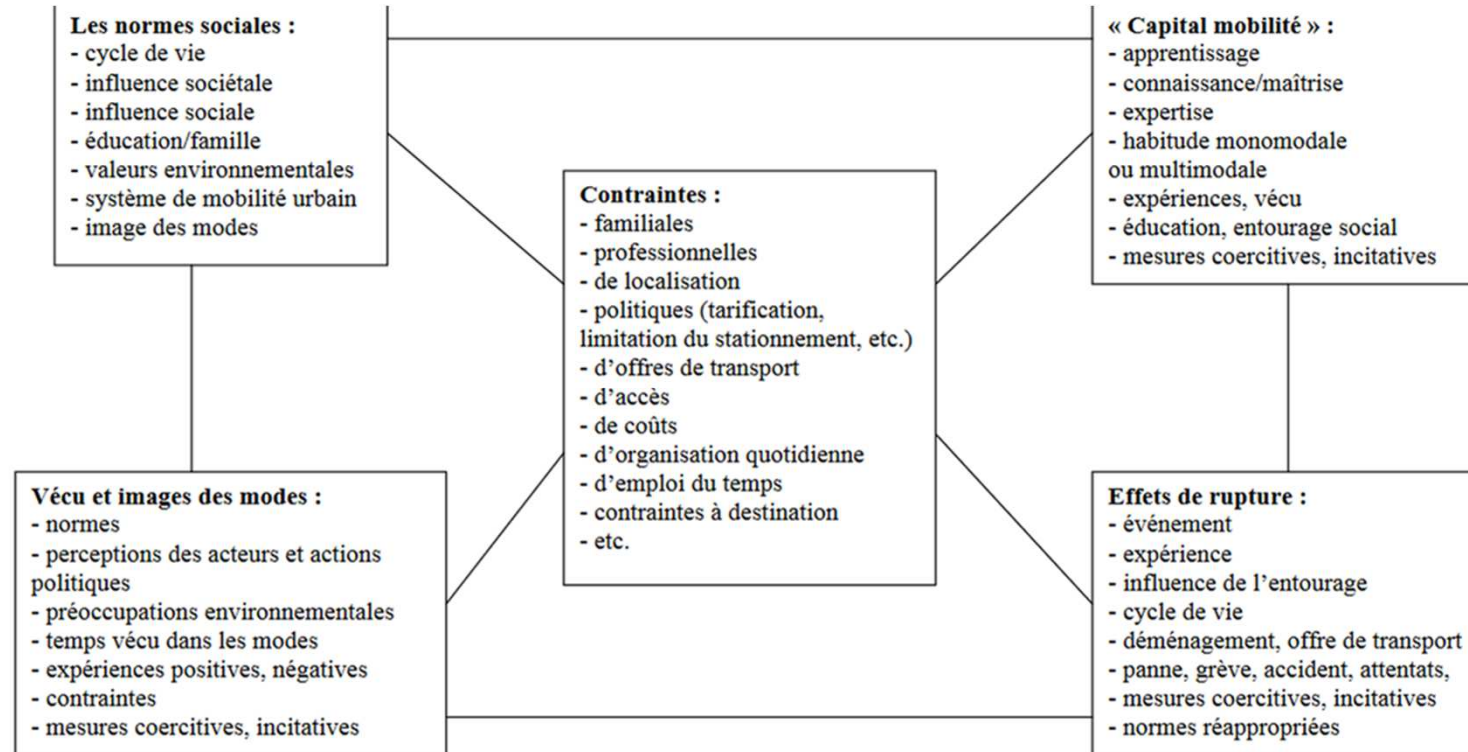 Les normes sociales :
- cycle de vie
- influence sociétale
- influence sociale
- éducation/famille
- valeurs environnementales
- système de mobilité urbain
- image des modes
« Capital mobilité » :
- apprentissage
- connaissance/maîtrise
- expertise
- habitude monomodale
ou multimodale
- expériences, vécu
- éducation, entourage social
- mesures coercitives, incitatives
Contraintes :
- familiales
- professionnelles
- de localisation
- politiques (tarification,
limitation du stationnement, etc.)
- d’offres de transport
- d’accès
- de coûts
- d’organisation quotidienne
- d’emploi du temps
- contraintes à destination
- etc.
Vécu et images des modes :
- normes
- perceptions des acteurs et actions
politiques
- préoccupations environnementales
- temps vécu dans les modes
- expériences positives, négatives
- contraintes
- mesures coercitives, incitatives
Effets de rupture :
- événement
- expérience
- influence de l’entourage
- cycle de vie
- déménagement, offre de transport
- panne, grève, accident, attentats,
- mesures coercitives, incitatives
- normes réappropriées